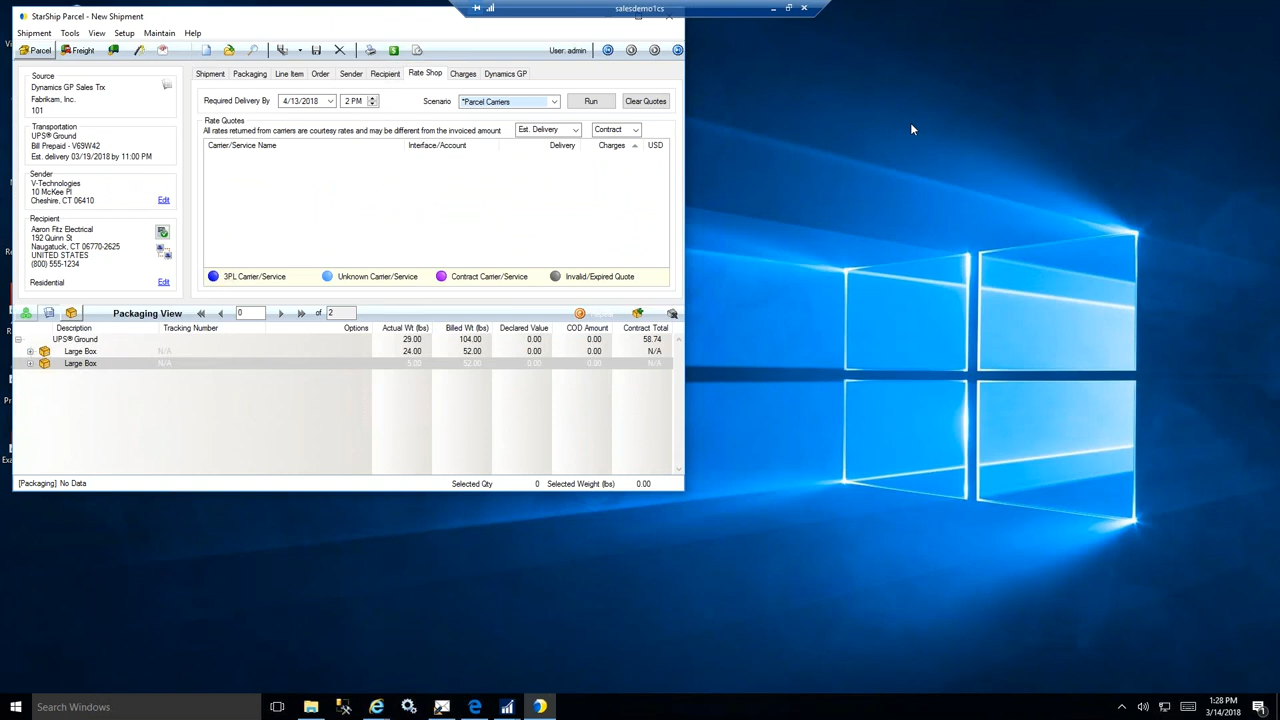 salesdemo1cs
StarShip Parcel - New Shipment
Shipment Tools View Setup Maintain Help
Parcel Freight User: admin
Source
Dynamics GP Sales Trx
Fabrikam, Inc.
101
Transportation
UPS® Ground
Bill Prepaid - V69W42
Est. delivery 03/19/2018 by 11:00 PM
Sender
V-Technologies
10 McKee Pl
Cheshire, CT 06410
Edit
Recipient
Aaron Fitz Electrical
192 Quinn St
Naugatuck, CT 06770-2625
UNITED STATES
(800) 555-1234
Residential Edit
Shipment Packaging Line Item Order Sender Recipient Rate Shop Charges Dynamics GP
Required Delivery By 4/13/2018 2 PM Scenario *Parcel Carriers Run Clear Quotes
Rate Quotes
All rates returned from carriers are courtesy rates and may be different from the invoiced amount Est. Delivery Contract
Carrier/Service Name Interface/Account Delivery Charges USD
3PL Carrier/Service Unknown Carrier/Service Contract Carrier/Service Invalid/Expired Quote
Packaging View 0 of 2
Description Tracking Number Options Actual Wt (lbs) Billed Wt (lbs) Declared Value COD Amount Contract Total
UPS® Ground 29.00 104.00 0.00 0.00 58.74
Large Box N/A 24.00 52.00 0.00 0.00 N/A
Large Box N/A 5.00 52.00 0.00 0.00 N/A
[Packaging] No Data Selected Qty 0 Selected Weight (lbs) 0.00
Search Windows
1:28 PM
3/14/2018